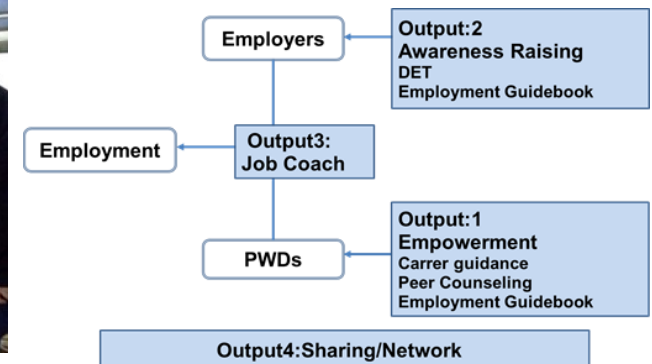 Employers
Output:2
Awareness Raising
DET
Employment Guidebook
Employment
Output3:
Job Coach
PWDs
Output:1
Empowerment
Carrer guidance
Peer Counseling
Employment Guidebook
Output4:Sharing/Network